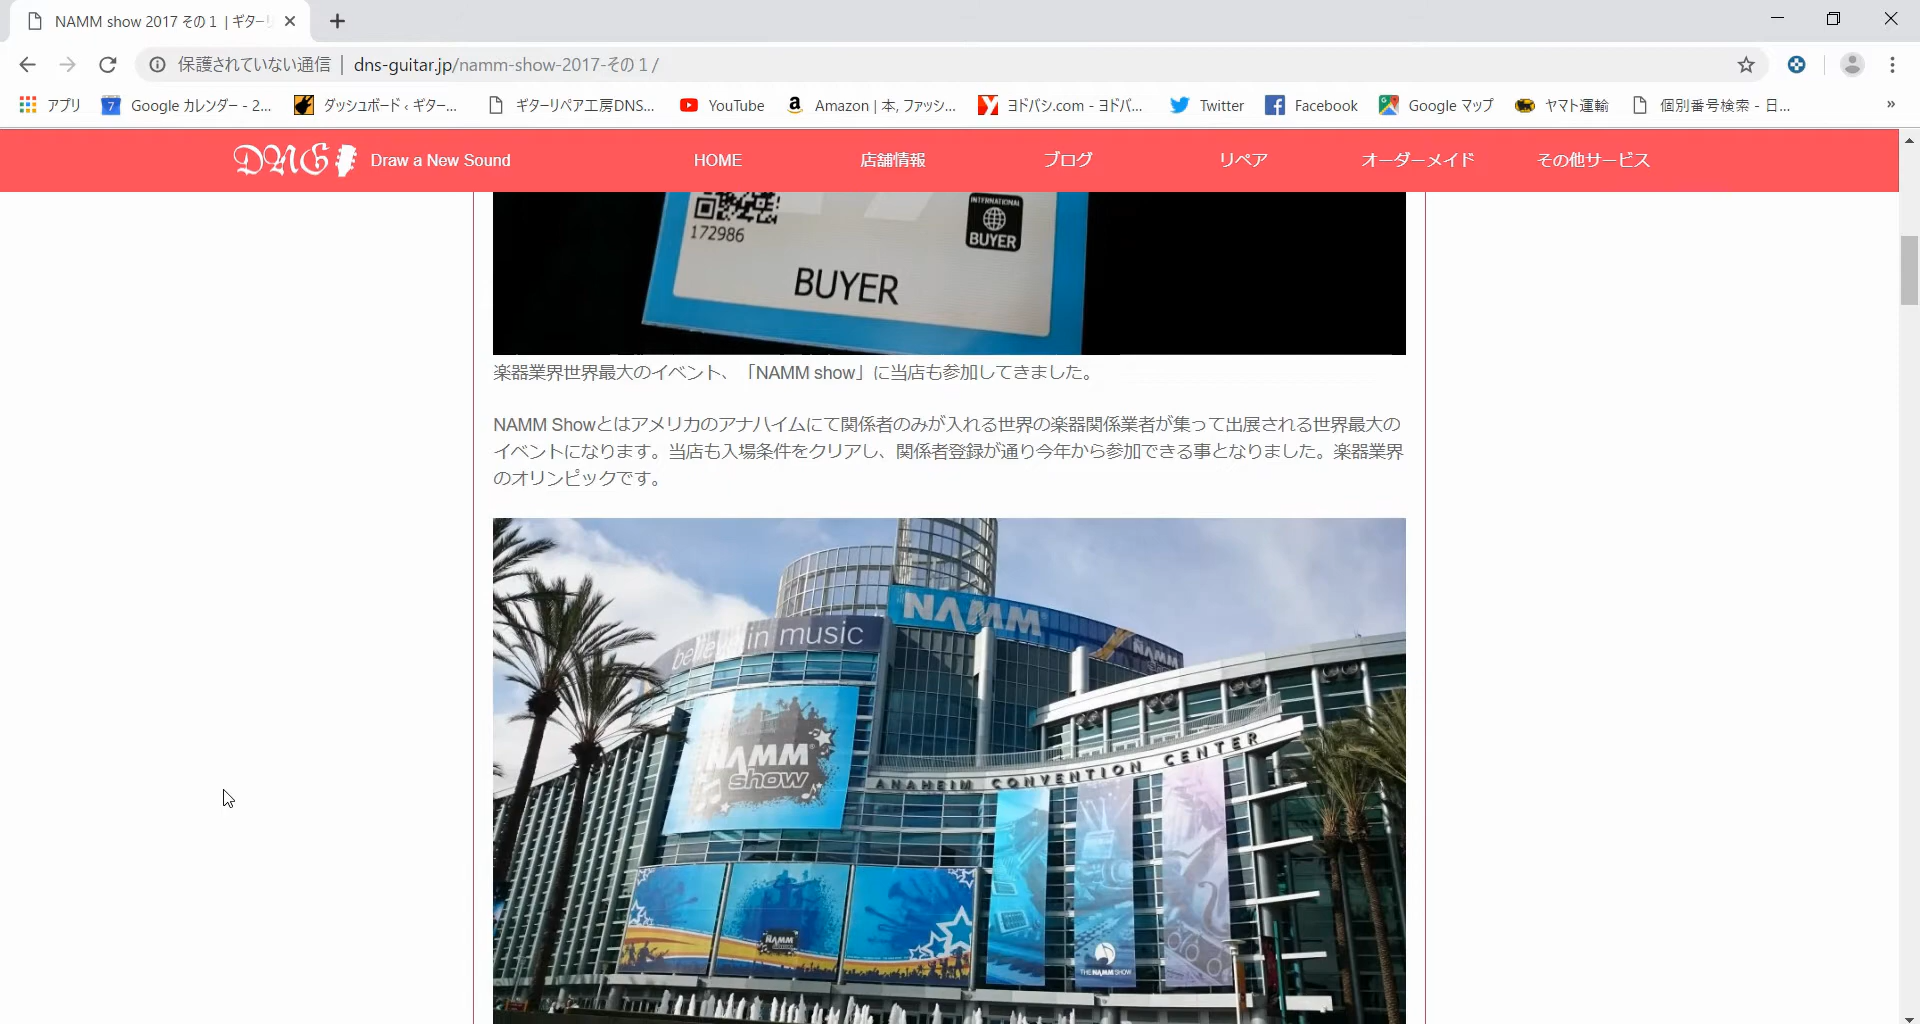 NAMM show 2017 その１ | ギターリ
保護されていない通信 | dns-guitar.jp/namm-show-2017-その１/
アプリ
Google カレンダー - 2...
ダッシュボード ‹ ギター...
ギターリペア工房DNS...
YouTube
Amazon | 本, ファッシ...
ヨドバシ.com - ヨドバ...
Twitter
Facebook
Google マップ
ヤマト運輸
個別番号検索 - 日...
»
DNG Draw a New Sound
HOME
店舗情報
ブログ
リペア
オーダーメイド
その他サービス
172986
INTERNATIONAL
BUYER
BUYER
楽器業界世界最大のイベント、「NAMM show」に当店も参加してきました。
NAMM Showとはアメリカのアナハイムにて関係者のみが入れる世界の楽器関係業者が集って出展される世界最大の
イベントになります。当店も入場条件をクリアし、関係者登録が通り今年から参加できる事となりました。楽器業界
のオリンピックです。
NAMM
believe in music
NAMM
NAMM
show
ANAHEIM CONVENTION CENTER
NAMM
THE NAMM SHOW